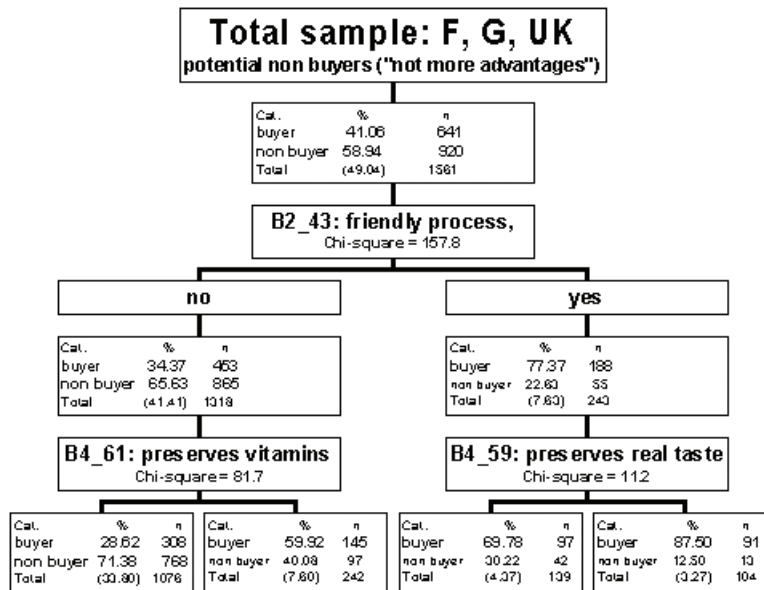 Total sample: F, G, UK
potential non buyers ("not more advantages")
Cat. % n
buyer 41.06 641
non buyer 58.94 920
Total (49.04) 1561
B2_43: friendly process,
Chi-square = 157.8
no
yes
Cat. % n
buyer 34.37 453
non buyer 65.63 865
Total (41.41) 1318
Cat. % n
buyer 77.37 188
non buyer 22.63 55
Total (7.63) 243
B4_61: preserves vitamins
Chi-square = 81.7
B4_59: preserves real taste
Chi-square = 11.2
Cat. % n
buyer 28.62 308
non buyer 71.38 768
Total (33.80) 1076
Cat. % n
buyer 59.92 145
non buyer 40.08 97
Total (7.60) 242
Cat. % n
buyer 69.78 97
non buyer 30.22 42
Total (4.37) 139
Cat. % n
buyer 87.50 91
non buyer 12.50 13
Total (3.27) 104